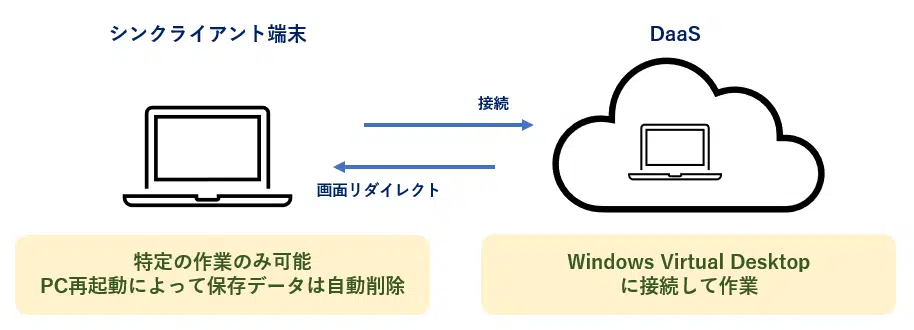 シンクライアント端末
DaaS
接続
画面リダイレクト
特定の作業のみ可能
PC再起動によって保存データは自動削除
Windows Virtual Desktop
に接続して作業